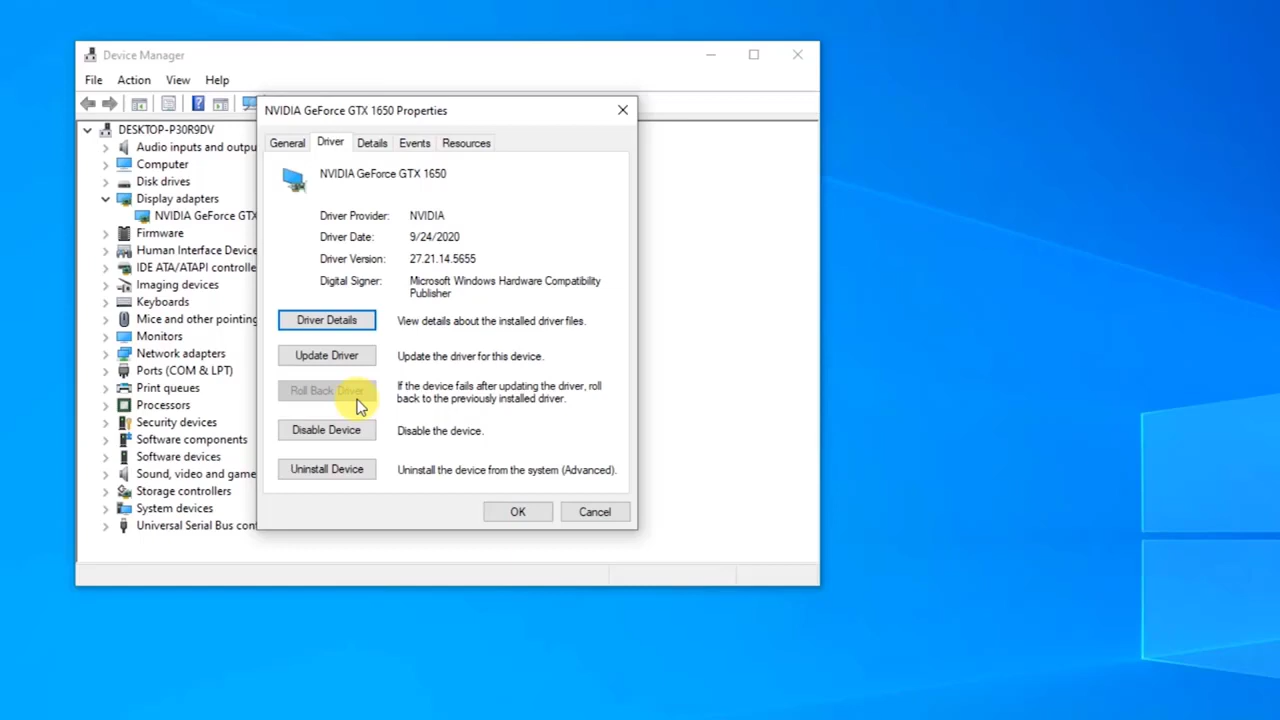 Device Manager
File Action View Help
DESKTOP-P30R9DV
Audio inputs and outpu
Computer
Disk drives
Display adapters
NVIDIA GeForce GTX
Firmware
Human Interface Device
IDE ATA/ATAPI controlle
Imaging devices
Keyboards
Mice and other pointing
Monitors
Network adapters
Ports (COM & LPT)
Print queues
Processors
Security devices
Software components
Software devices
Sound, video and game
Storage controllers
System devices
Universal Serial Bus con
NVIDIA GeForce GTX 1650 Properties
General Driver Details Events Resources
NVIDIA GeForce GTX 1650
Driver Provider: NVIDIA
Driver Date: 9/24/2020
Driver Version: 27.21.14.5655
Digital Signer: Microsoft Windows Hardware Compatibility
Publisher
Driver Details View details about the installed driver files.
Update Driver Update the driver for this device.
Roll Back Driver If the device fails after updating the driver, roll
back to the previously installed driver.
Disable Device Disable the device.
Uninstall Device Uninstall the device from the system (Advanced).
OK Cancel